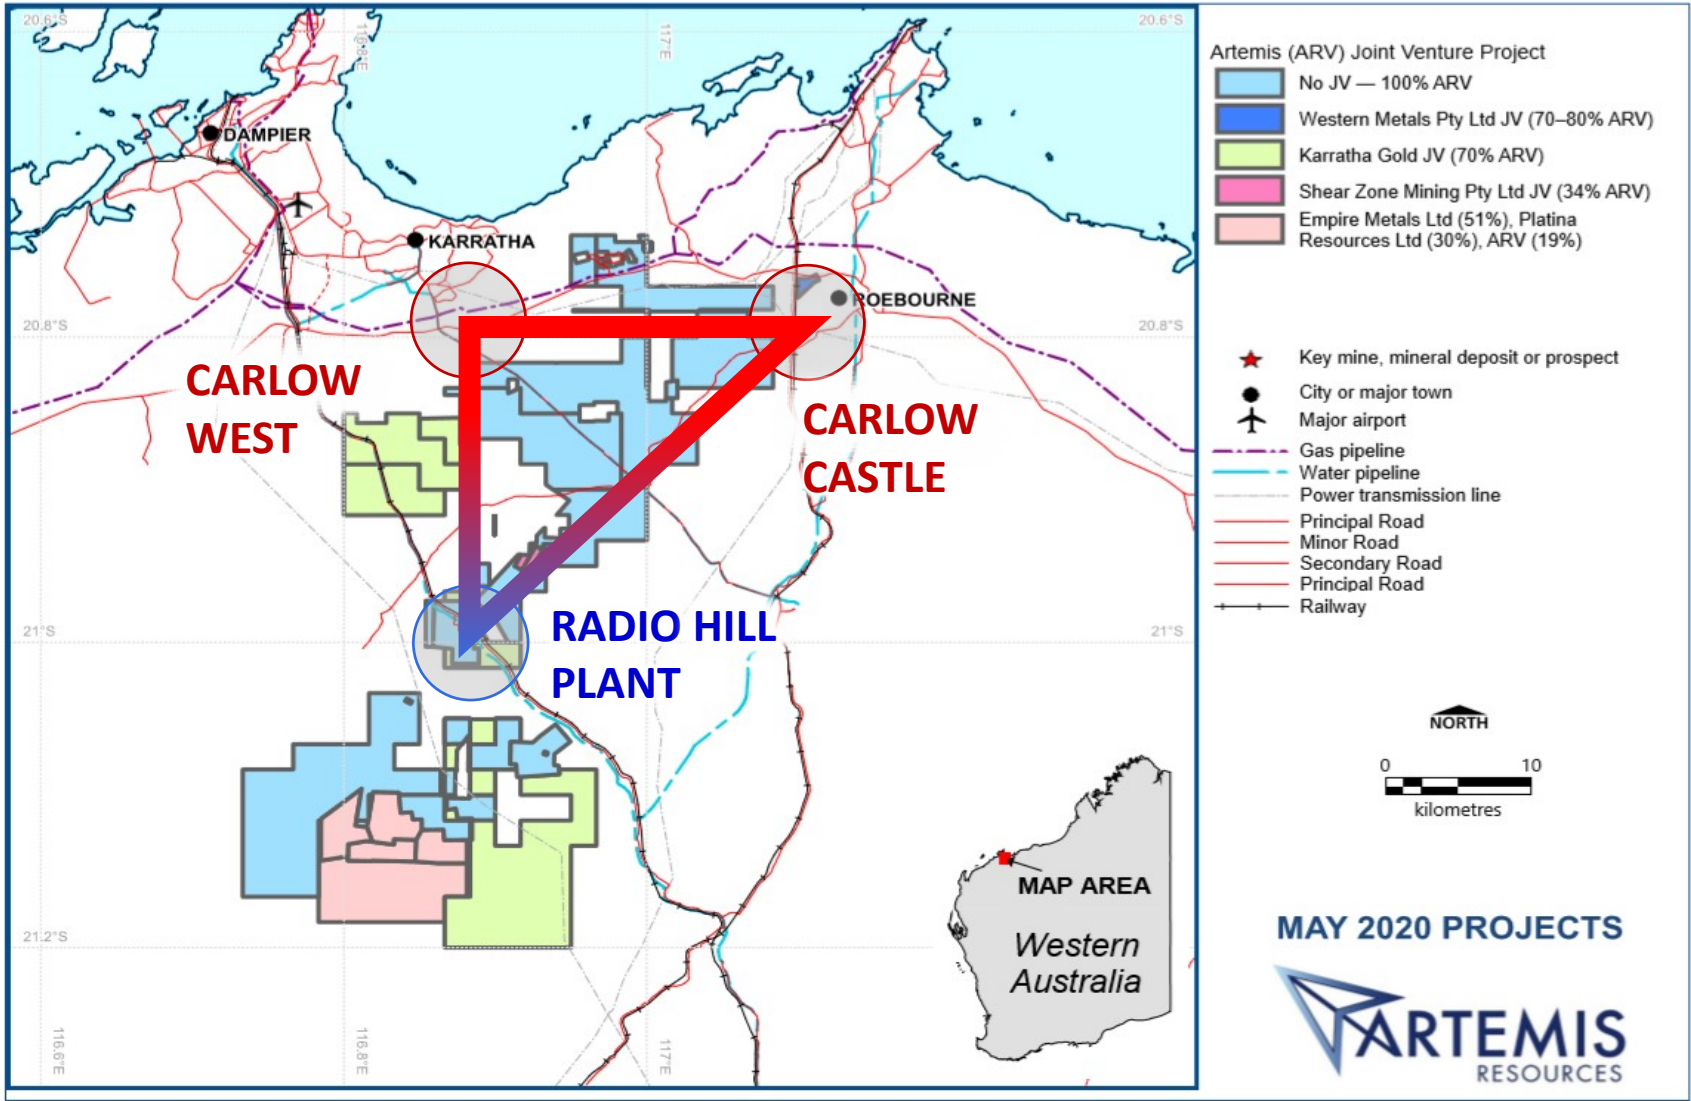 20.6°S
116.8°E
117°E
20.6°S
DAMPIER
KARRATHA
ROEBOURNE
20.8°S
20.8°S
CARLOW
WEST
CARLOW
CASTLE
RADIO HILL
PLANT
21°S
21°S
21.2°S
116.6°E
116.8°E
117°E
MAP AREA
Western
Australia
Artemis (ARV) Joint Venture Project
No JV — 100% ARV
Western Metals Pty Ltd JV (70–80% ARV)
Karratha Gold JV (70% ARV)
Shear Zone Mining Pty Ltd JV (34% ARV)
Empire Metals Ltd (51%), Platina
Resources Ltd (30%), ARV (19%)
Key mine, mineral deposit or prospect
City or major town
Major airport
Gas pipeline
Water pipeline
Power transmission line
Principal Road
Minor Road
Secondary Road
Principal Road
Railway
NORTH
0 10
kilometres
MAY 2020 PROJECTS
ARTEMIS
RESOURCES